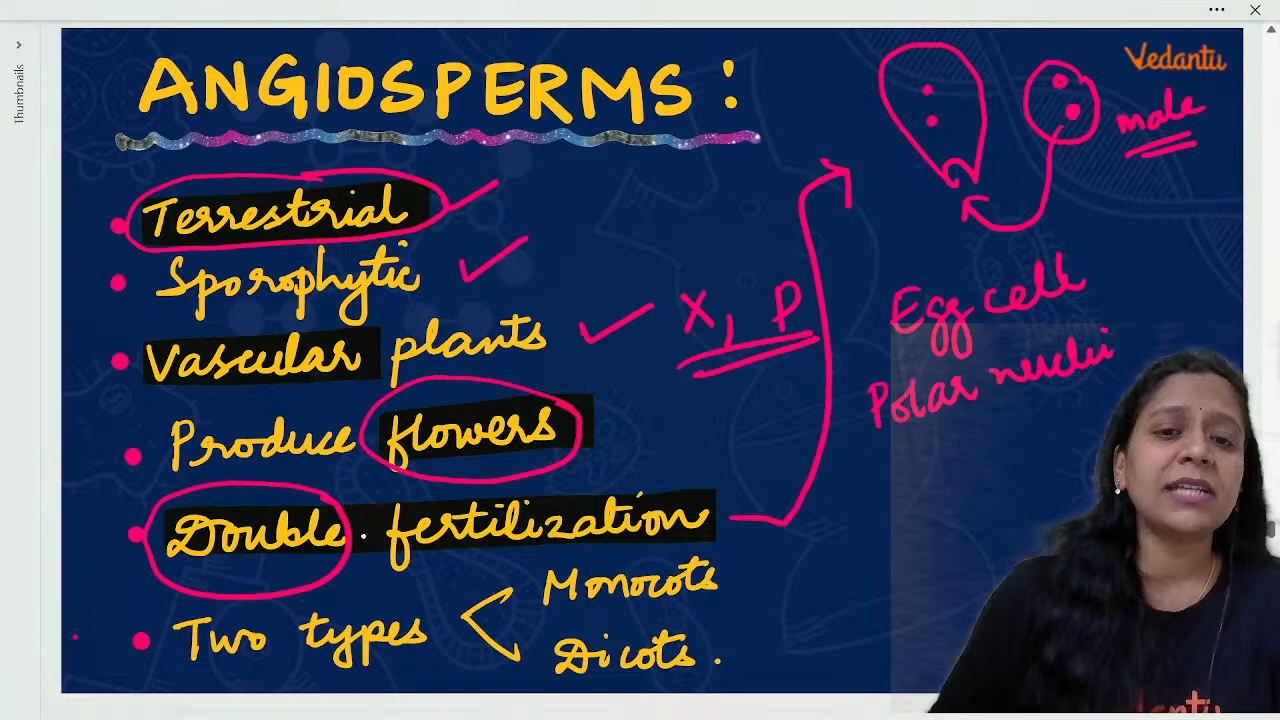 Thumbnails
Vedantu
ANGIOSPERMS :
male
• Terrestrial
• Sporophytic
• Vascular plants
X, P
Egg cell
Polar nuclei
• Produce flowers
• Double fertilization
• Two types
Monocots
Dicots.